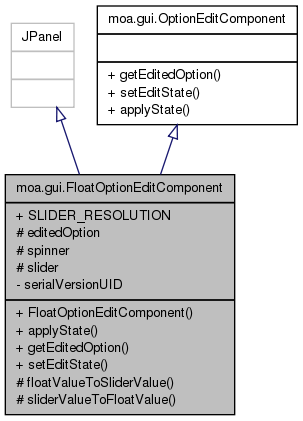 JPanel
moa.gui.OptionEditComponent
+ getEditedOption()
+ setEditState()
+ applyState()
moa.gui.FloatOptionEditComponent
+ SLIDER_RESOLUTION
# editedOption
# spinner
# slider
- serialVersionUID
+ FloatOptionEditComponent()
+ applyState()
+ getEditedOption()
+ setEditState()
# floatValueToSliderValue()
# sliderValueToFloatValue()